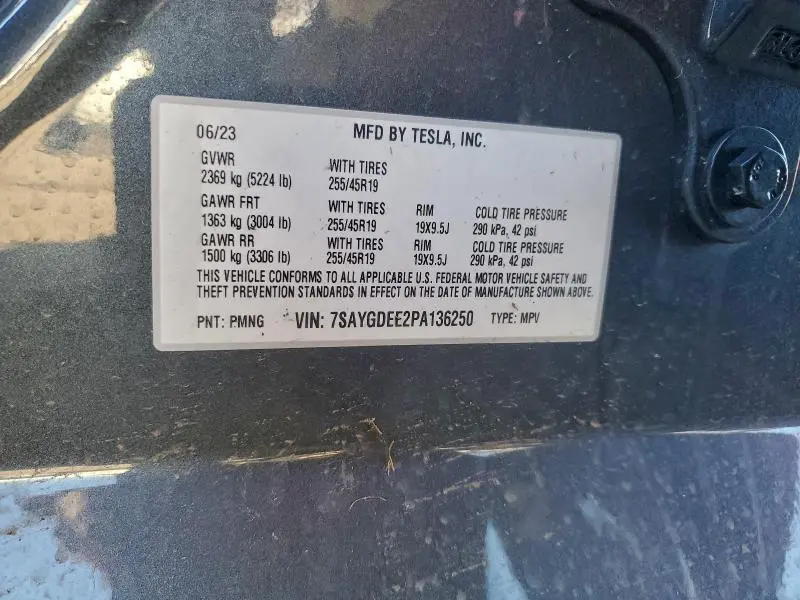 06/23 MFD BY TESLA, INC.
GVWR WITH TIRES
2369 kg (5224 lb) 255/45R19
GAWR FRT WITH TIRES RIM COLD TIRE PRESSURE
1363 kg (3004 lb) 255/45R19 19X9.5J 290 kPa, 42 psi
GAWR RR WITH TIRES RIM COLD TIRE PRESSURE
1500 kg (3306 lb) 255/45R19 19X9.5J 290 kPa, 42 psi
THIS VEHICLE CONFORMS TO ALL APPLICABLE U.S. FEDERAL MOTOR VEHICLE SAFETY AND
THEFT PREVENTION STANDARDS IN EFFECT ON THE DATE OF MANUFACTURE SHOWN ABOVE.
PNT: PMNG VIN: 7SAYGDEE2PA136250 TYPE: MPV